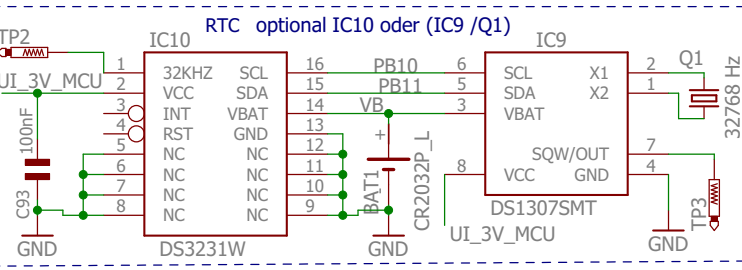 RTC optional IC10 oder (IC9 /Q1)
TP2
IC10
IC9
Q1
32768 Hz
UI_3V_MCU
100nF
C93
GND
1 32KHZ SCL 16
2 VCC SDA 15
3 INT VBAT 14
4 RST GND 13
5 NC NC 12
6 NC NC 11
7 NC NC 10
8 NC NC 9
DS3231W
PB10
PB11
VB
+
BAT1
CR2032P_L
GND
6 SCL X1 2
5 SDA X2 1
3 VBAT
SQW/OUT 7
8 VCC GND 4
DS1307SMT
UI_3V_MCU
GND
TP3